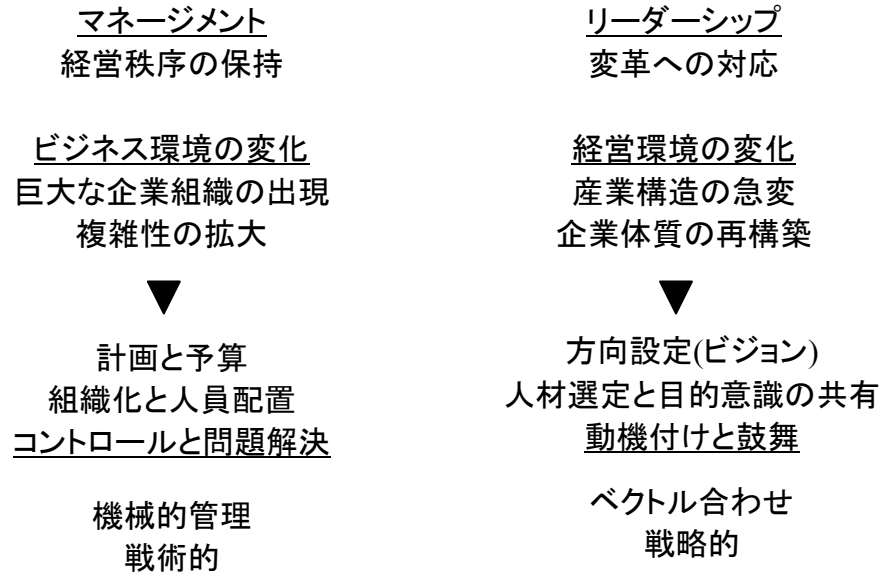 マネージメント
経営秩序の保持
ビジネス環境の変化
巨大な企業組織の出現
複雑性の拡大
▼
計画と予算
組織化と人員配置
コントロールと問題解決
機械的管理
戦術的
リーダーシップ
変革への対応
経営環境の変化
産業構造の急変
企業体質の再構築
▼
方向設定(ビジョン)
人材選定と目的意識の共有
動機付けと鼓舞
ベクトル合わせ
戦略的